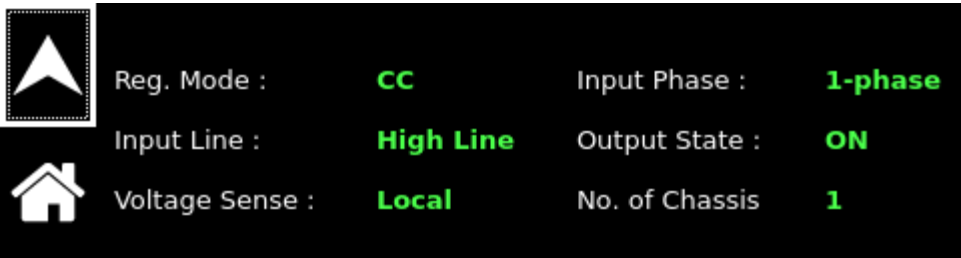 Reg. Mode : CC Input Phase : 1-phase
Input Line : High Line Output State : ON
Voltage Sense : Local No. of Chassis 1